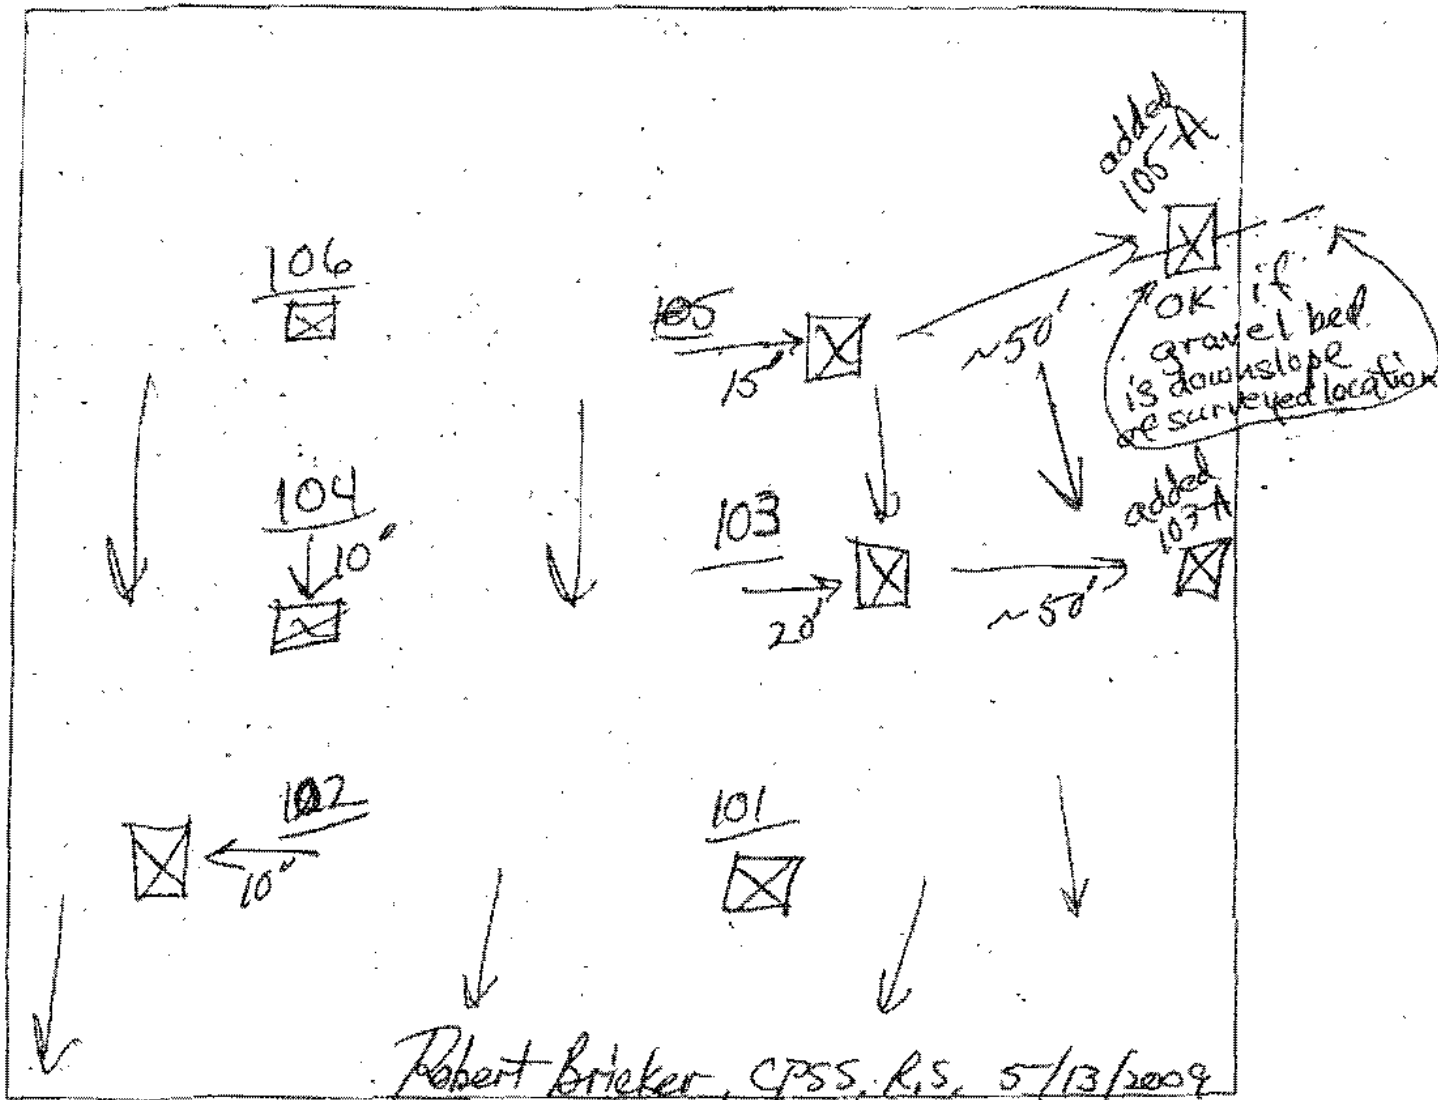 added
105-A
106
105
15'
~50'
OK if
gravel bed
is downslope
of surveyed location
104
10'
103
20'
~50'
added
103-A
102
10'
101
Robert Bricker, CPSS, R.S, 5/13/2009